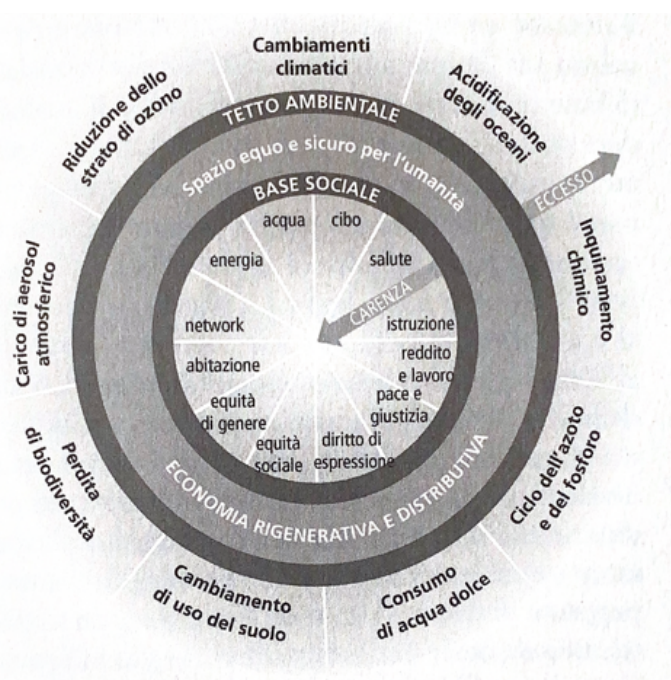 Cambiamenti
climatici
Acidificazione
degli oceani
Inquinamento
chimico
Ciclo dell'azoto
e del fosforo
Consumo
di acqua dolce
Cambiamento
di uso del suolo
Perdita
di biodiversità
Carico di aerosol
atmosferico
Riduzione dello
strato di ozono
TETTO AMBIENTALE
Spazio equo e sicuro per l'umanità
BASE SOCIALE
ECCESSO
CARENZA
acqua
cibo
energia
salute
network
istruzione
abitazione
reddito
e lavoro
equità
di genere
pace e
giustizia
equità
sociale
diritto di
espressione
ECONOMIA RIGENERATIVA E DISTRIBUTIVA